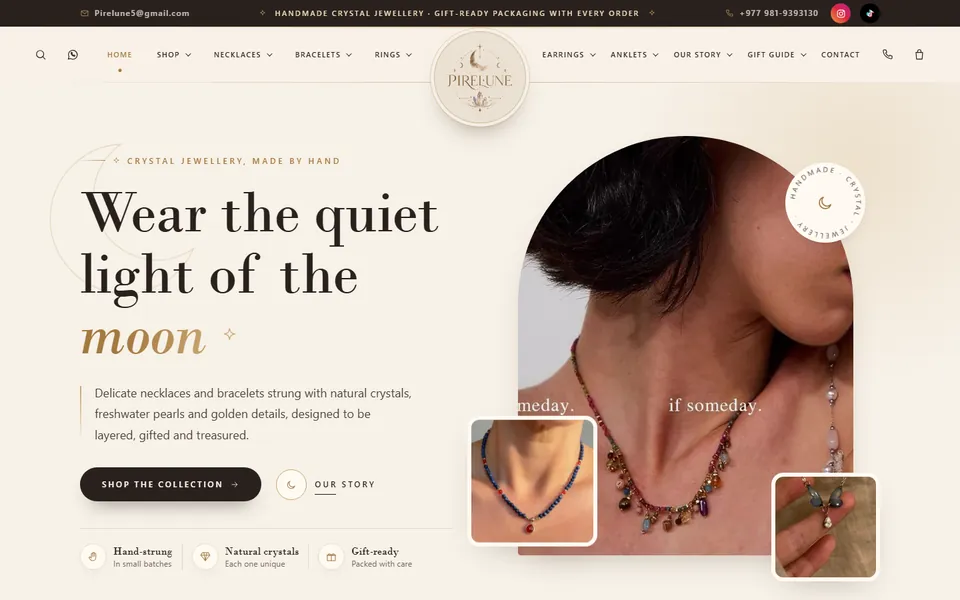 Pirelune5@gmail.com
HANDMADE CRYSTAL JEWELLERY · GIFT-READY PACKAGING WITH EVERY ORDER
+977 981-9393130
HOME
SHOP
NECKLACES
BRACELETS
RINGS
PIRELUNE
EARRINGS
ANKLETS
OUR STORY
GIFT GUIDE
CONTACT
CRYSTAL JEWELLERY, MADE BY HAND
Wear the quiet
light of the
moon
Delicate necklaces and bracelets strung with natural crystals,
freshwater pearls and golden details, designed to be
layered, gifted and treasured.
SHOP THE COLLECTION →
OUR STORY
Hand-strung
In small batches
Natural crystals
Each one unique
Gift-ready
Packed with care
HANDMADE · CRYSTAL · JEWELLERY ·
meday.
if someday.